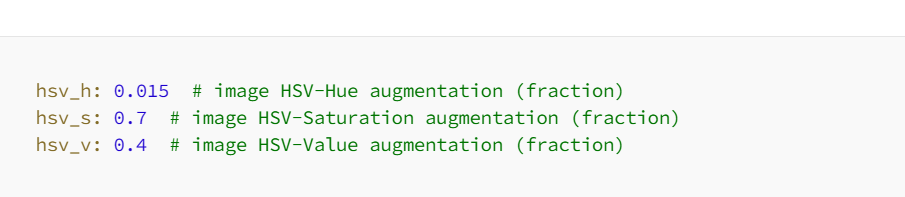 hsv_h: 0.015  # image HSV-Hue augmentation (fraction)
hsv_s: 0.7  # image HSV-Saturation augmentation (fraction)
hsv_v: 0.4  # image HSV-Value augmentation (fraction)